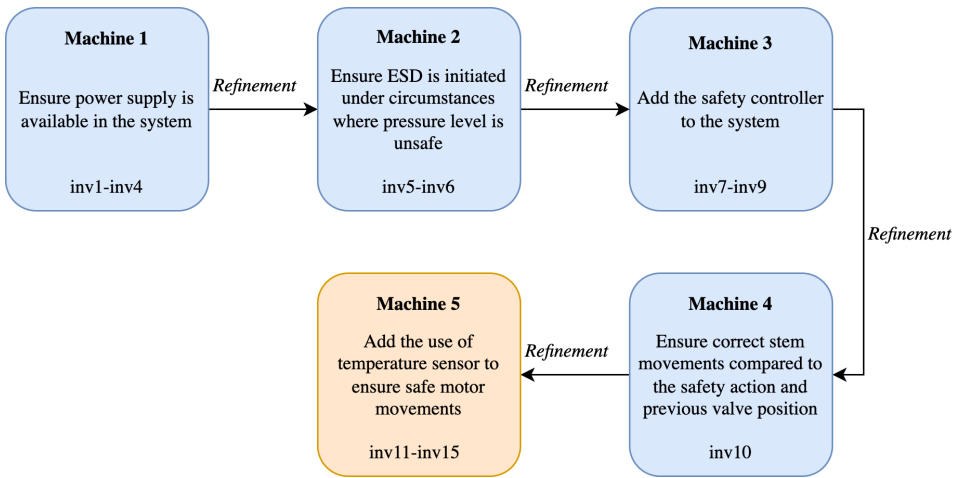 Machine 1
Ensure power supply is
available in the system
inv1-inv4
Refinement
Machine 2
Ensure ESD is initiated
under circumstances
where pressure level is
unsafe
inv5-inv6
Refinement
Machine 3
Add the safety controller
to the system
inv7-inv9
Refinement
Machine 4
Ensure correct stem
movements compared to
the safety action and
previous valve position
inv10
Refinement
Machine 5
Add the use of
temperature sensor to
ensure safe motor
movements
inv11-inv15